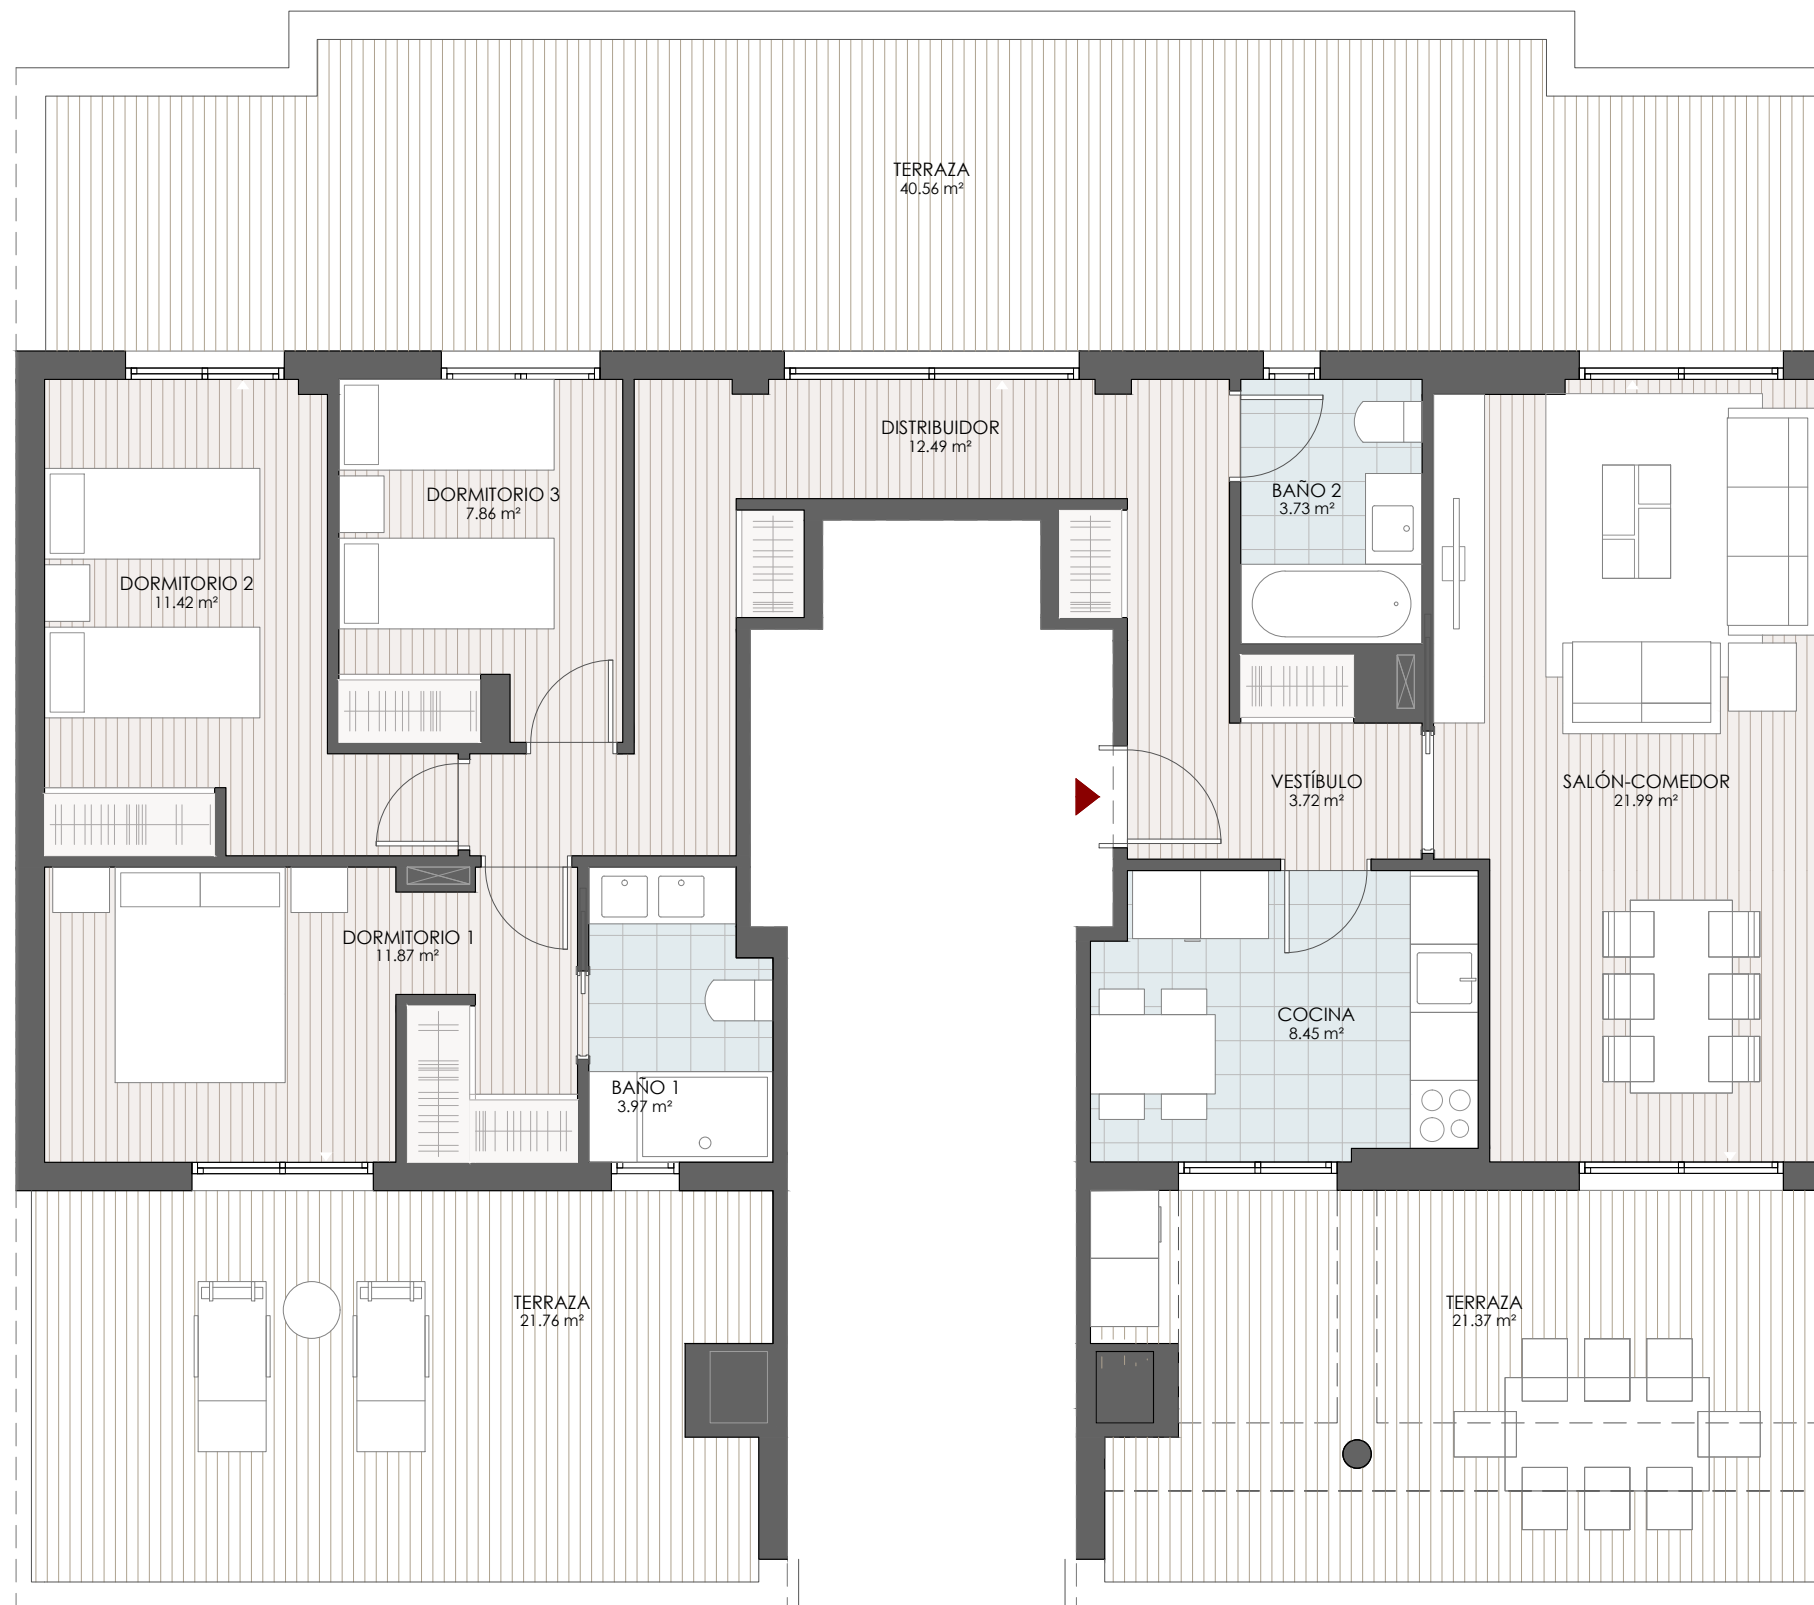 TERRAZA
40.56 m²
DISTRIBUIDOR
12.49 m²
DORMITORIO 3
7.86 m²
BAÑO 2
3.73 m²
DORMITORIO 2
11.42 m²
VESTÍBULO
3.72 m²
SALÓN-COMEDOR
21.99 m²
DORMITORIO 1
11.87 m²
COCINA
8.45 m²
BAÑO 1
3.97 m²
TERRAZA
21.76 m²
TERRAZA
21.37 m²